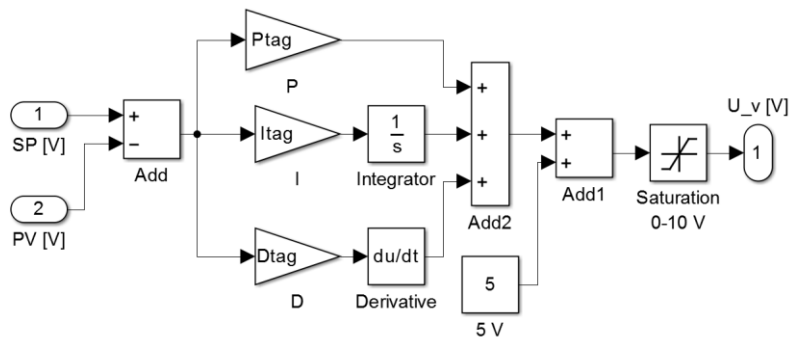 Ptag
P
1
SP [V]
+
−
Add
Itag
I
1
s
Integrator
+
+
+
Add2
+
+
Add1
Saturation
0-10 V
U_v [V]
1
2
PV [V]
Dtag
D
du/dt
Derivative
5
5 V